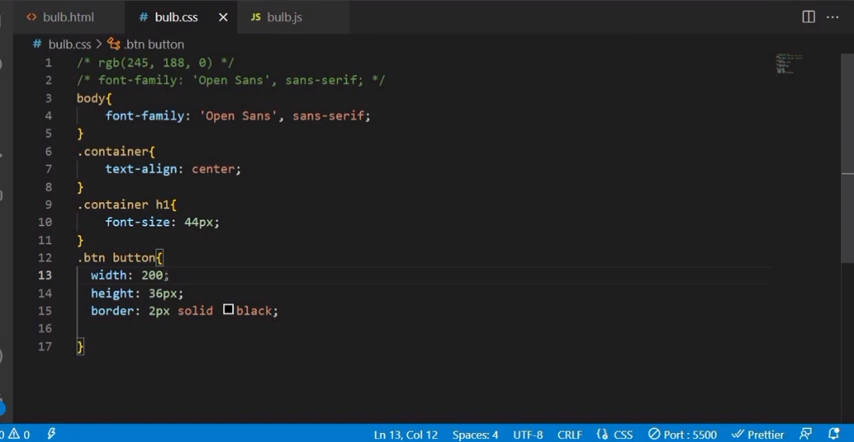 bulb.html # bulb.css JS bulb.js
# bulb.css > .btn button
1 /* rgb(245, 188, 0) */
2 /* font-family: 'Open Sans', sans-serif; */
3 body{
4 font-family: 'Open Sans', sans-serif;
5 }
6 .container{
7 text-align: center;
8 }
9 .container h1{
10 font-size: 44px;
11 }
12 .btn button{
13 width: 200;
14 height: 36px;
15 border: 2px solid black;
16
17 }
0 0 Ln 13, Col 12 Spaces: 4 UTF-8 CRLF CSS Port : 5500 Prettier